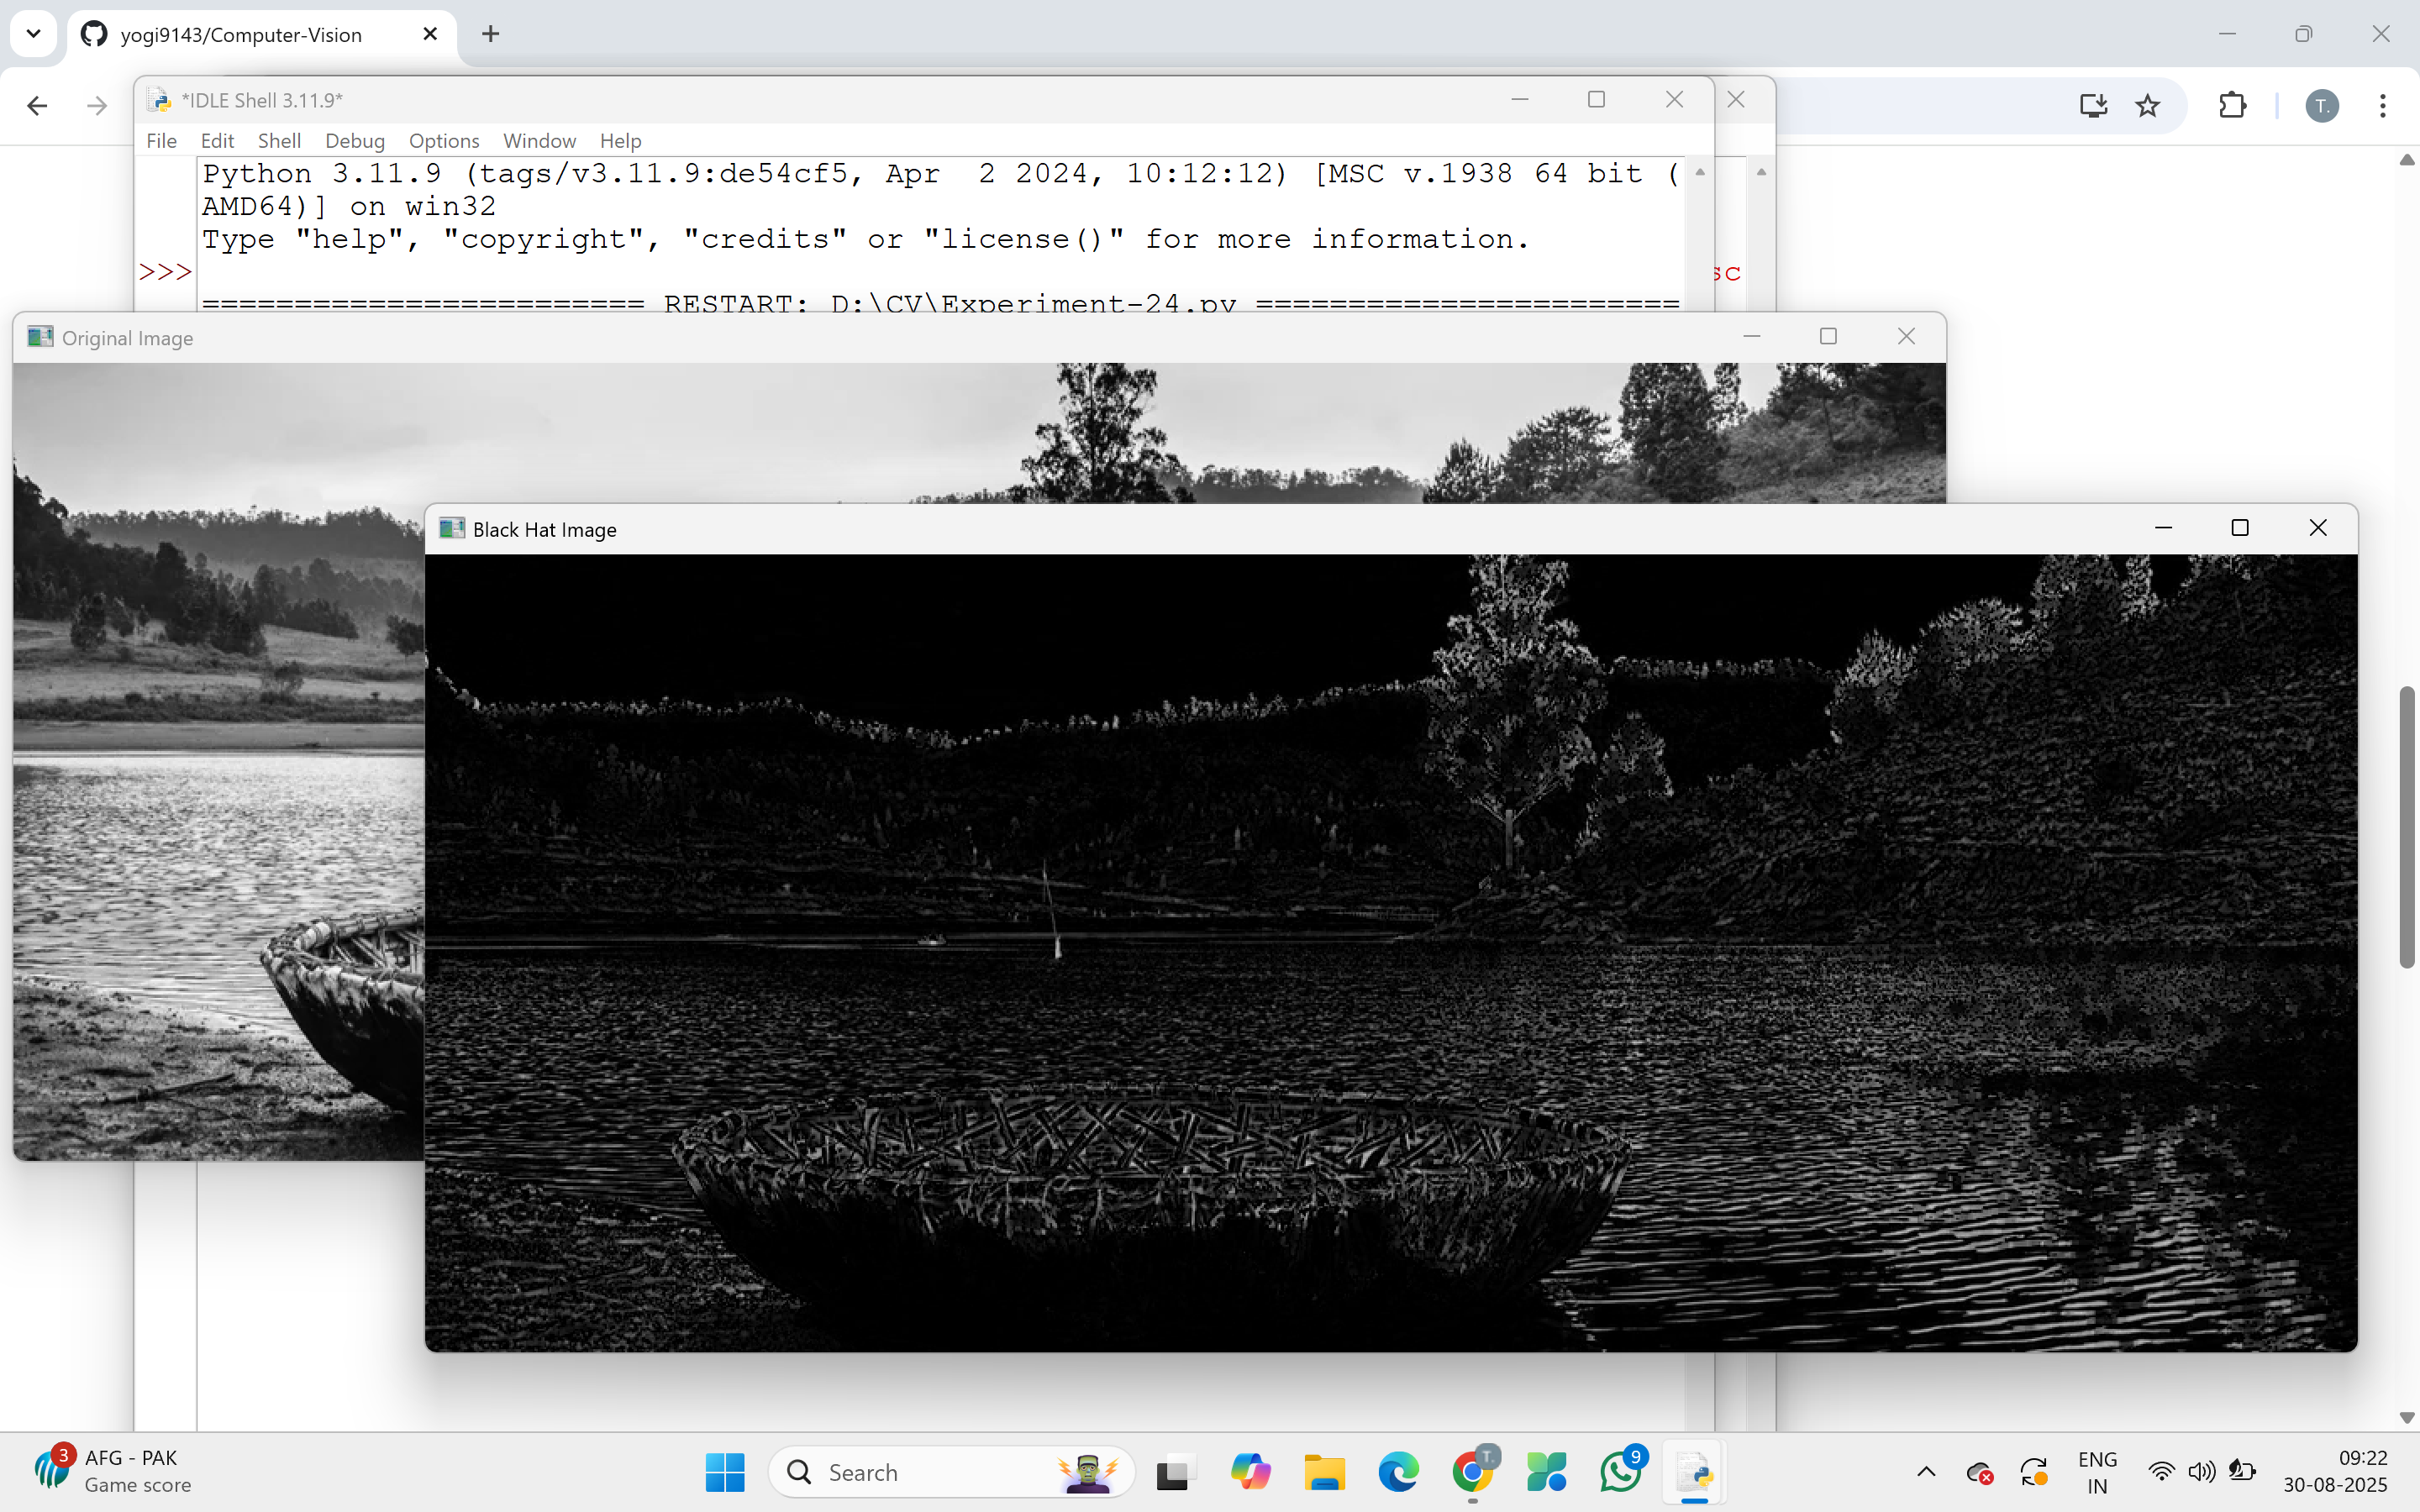 yogi9143/Computer-Vision
T.
*IDLE Shell 3.11.9*
File Edit Shell Debug Options Window Help
Python 3.11.9 (tags/v3.11.9:de54cf5, Apr  2 2024, 10:12:12) [MSC v.1938 64 bit (
AMD64)] on win32
Type "help", "copyright", "credits" or "license()" for more information.
>>>
sc
======================= RESTART: D:\CV\Experiment-24.py =======================
Original Image
Black Hat Image
3
AFG - PAK
Game score
Search
T.
9
ENG
IN
09:22
30-08-2025